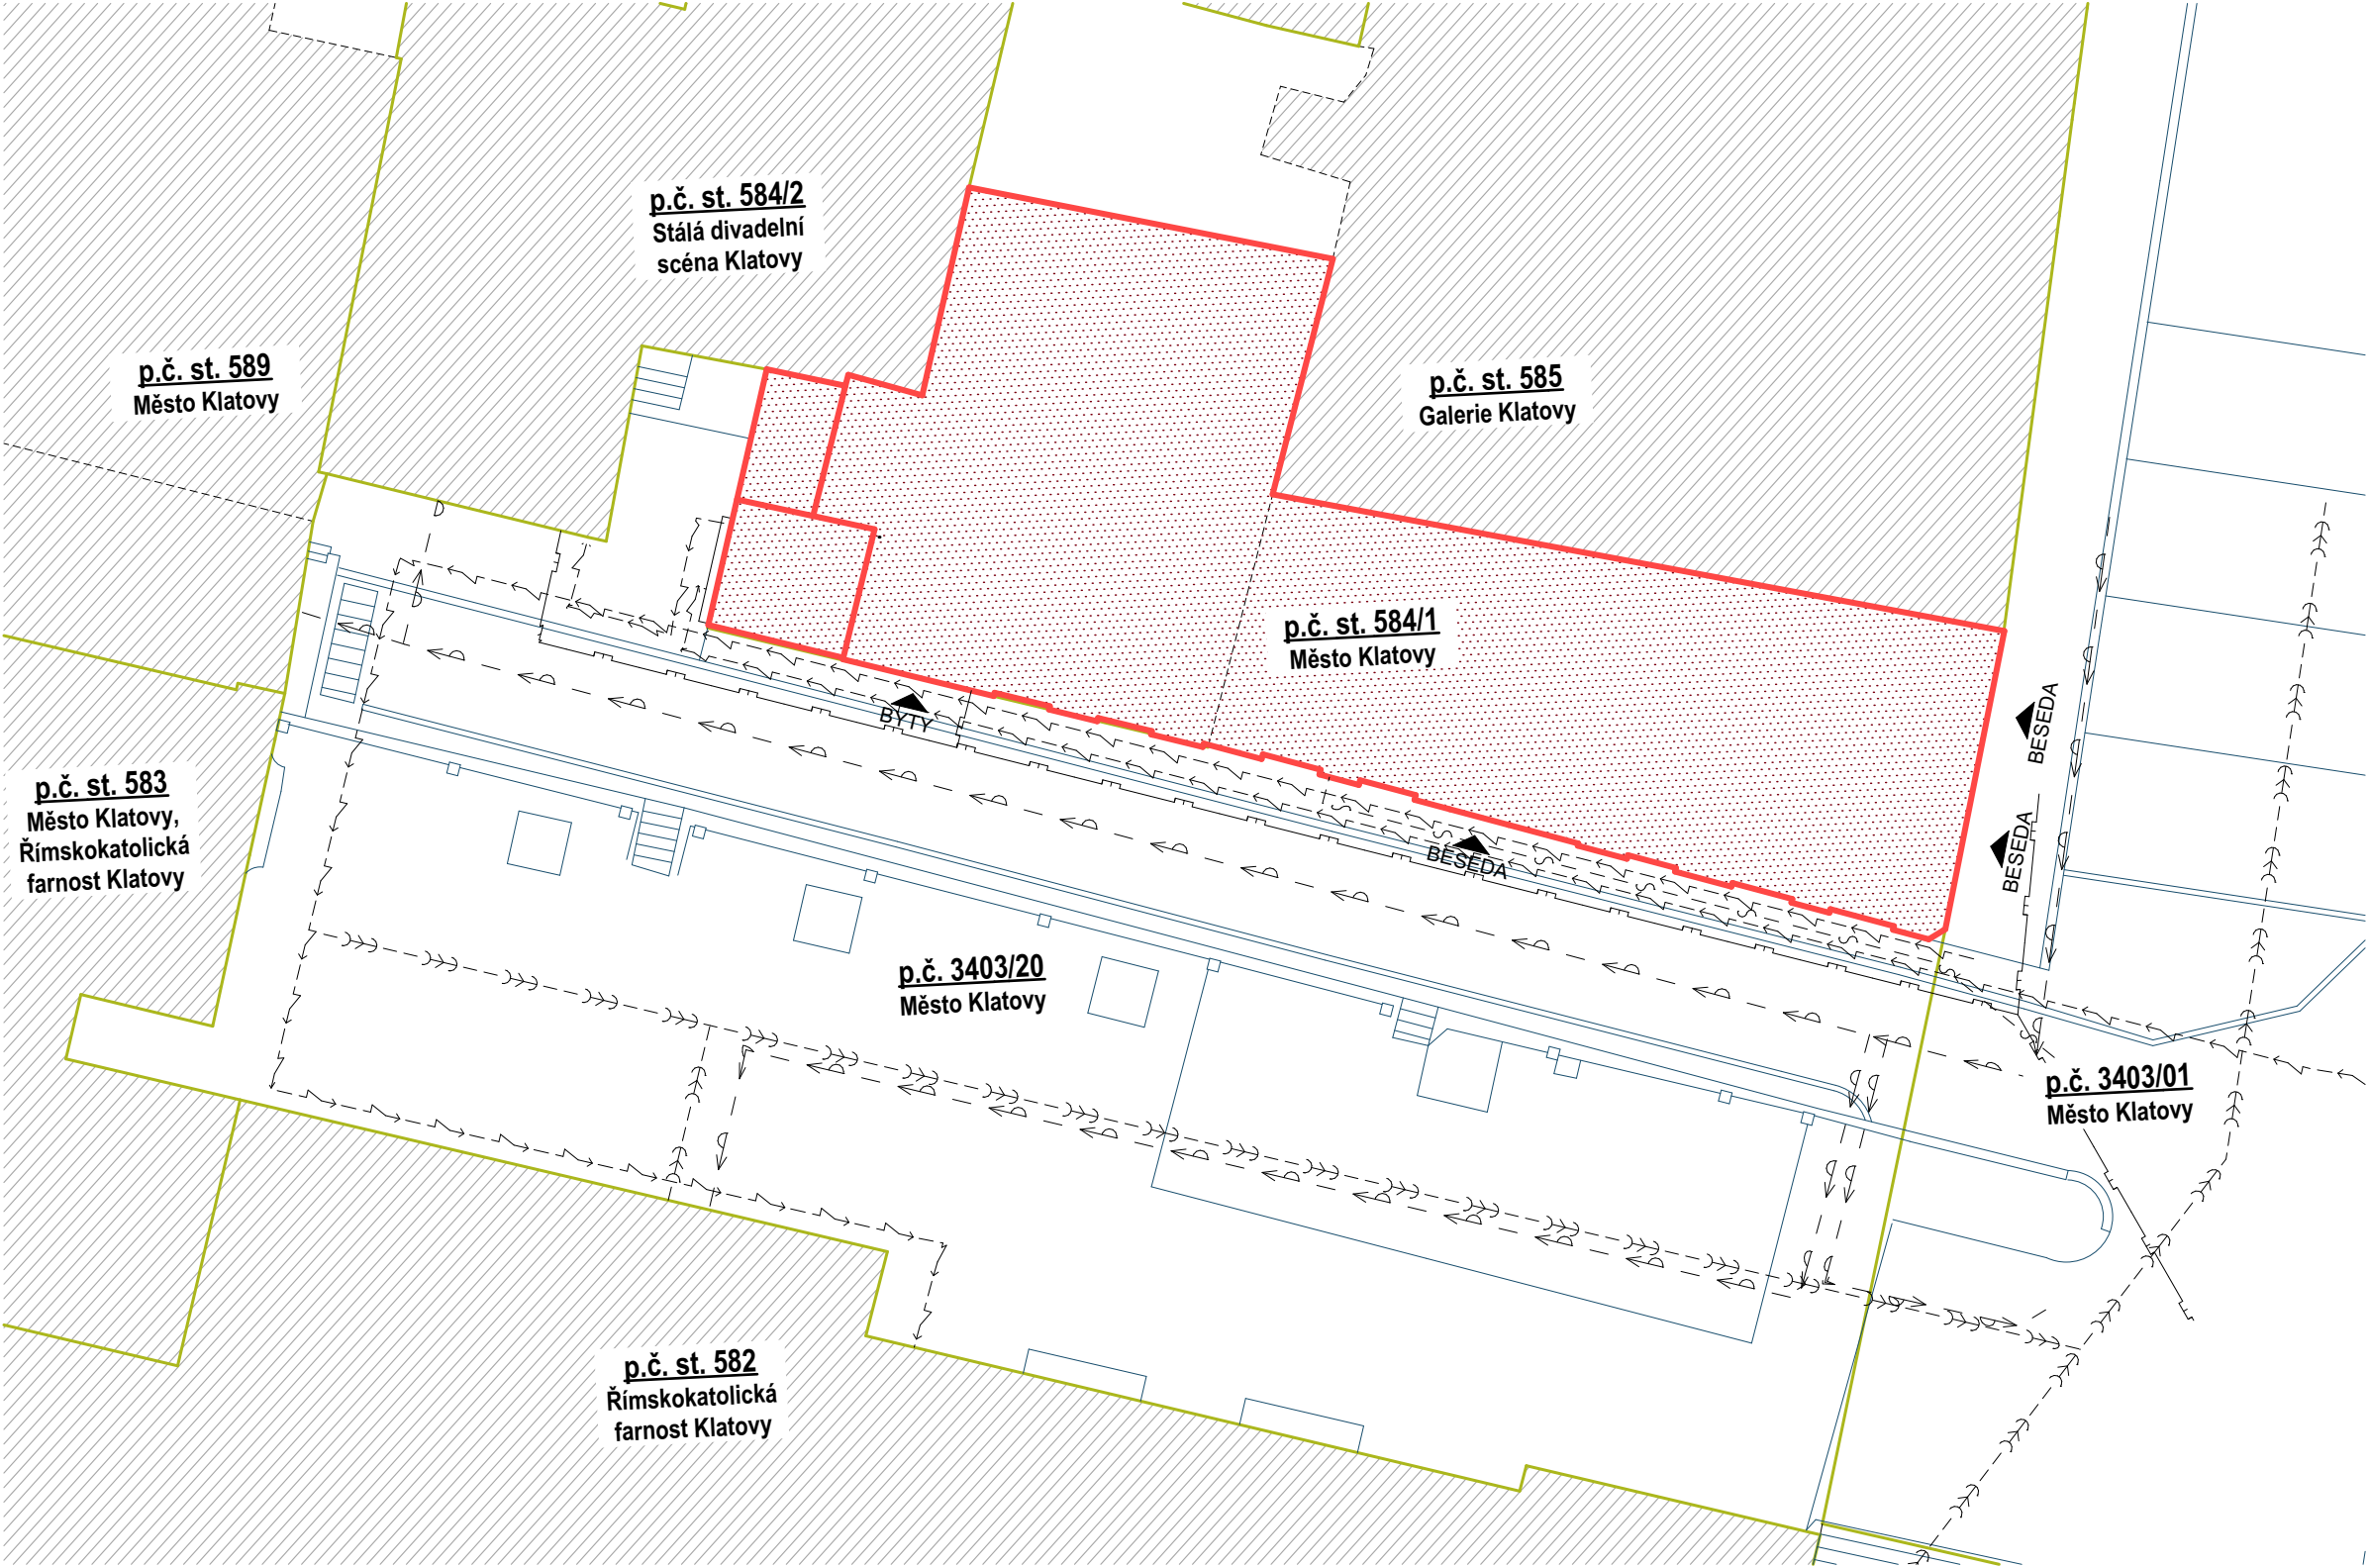 p.č. st. 584/2
Stálá divadelní
scéna Klatovy
p.č. st. 589
Město Klatovy
p.č. st. 585
Galerie Klatovy
p.č. st. 584/1
Město Klatovy
BYTY
BESEDA
BESEDA
BESEDA
p.č. st. 583
Město Klatovy,
Římskokatolická
farnost Klatovy
p.č. 3403/20
Město Klatovy
p.č. 3403/01
Město Klatovy
p.č. st. 582
Římskokatolická
farnost Klatovy